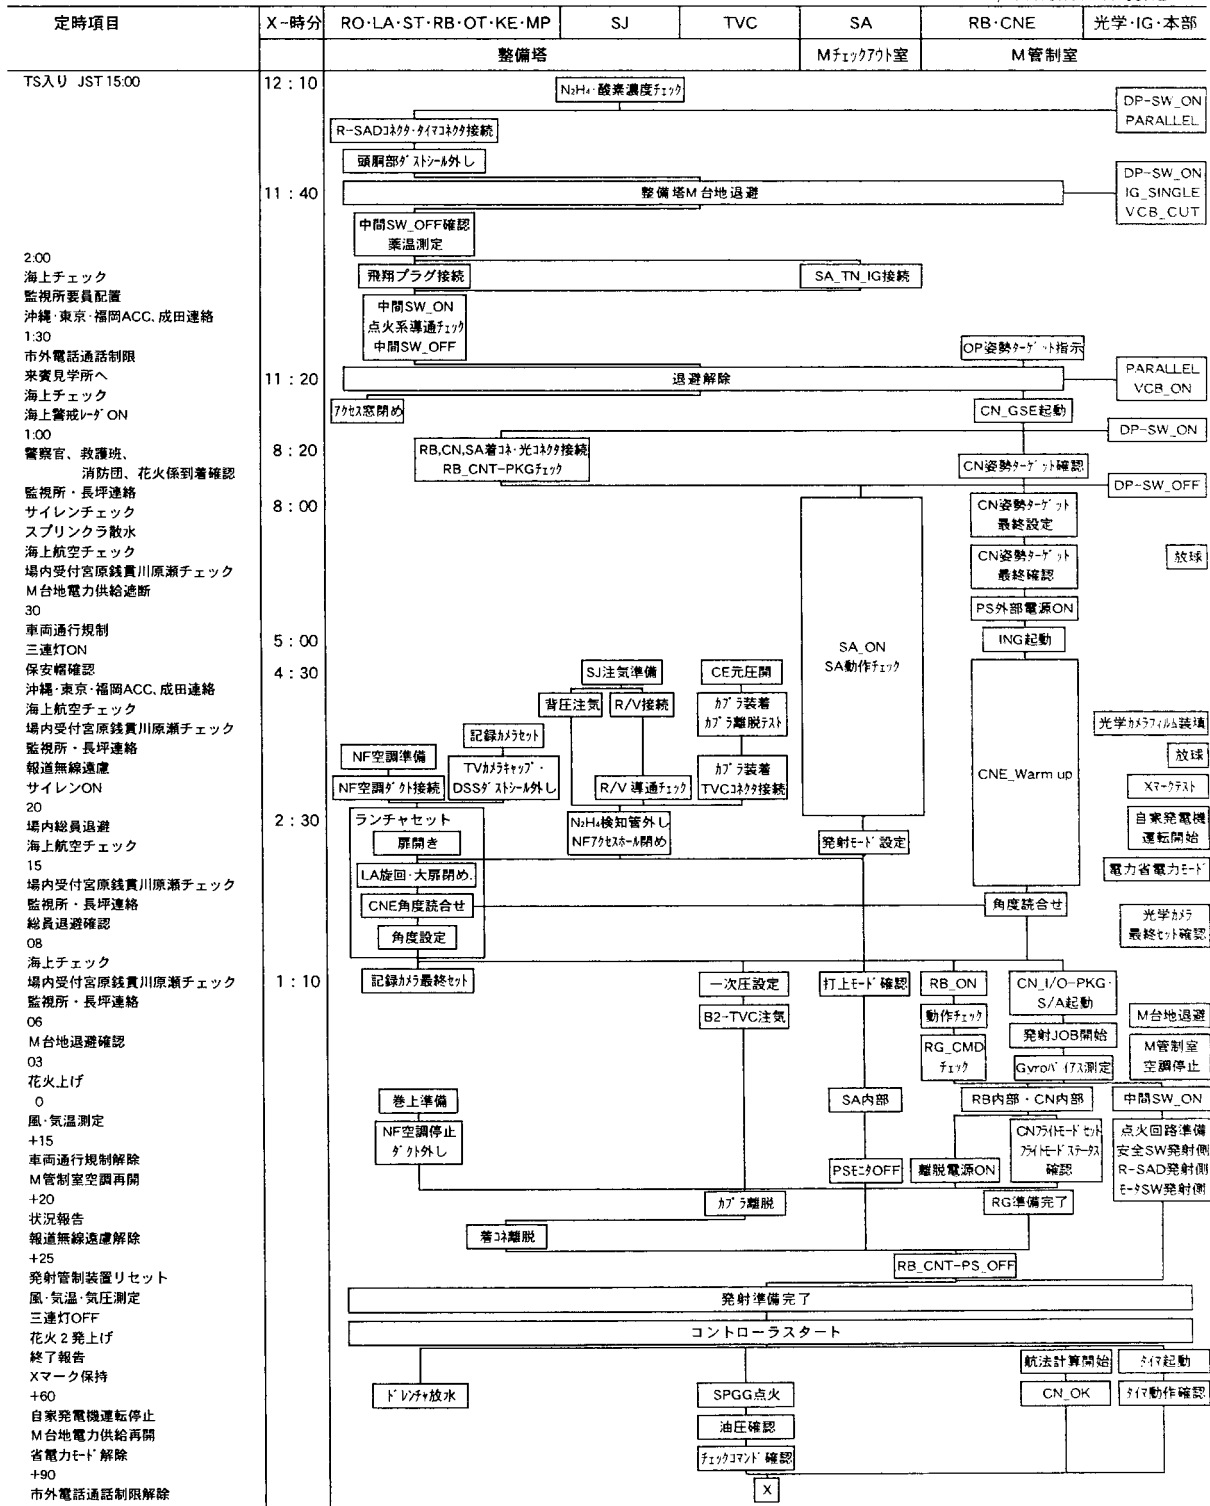 定時項目
X-時分
RO・LA・ST・RB・OT・KE・MP
SJ
TVC
SA
RB・CNE
光学・IG・本部
整備塔
Mチェックアウト室
M管制室
TS入り JST 15:00
2:00
海上チェック
監視所要員配置
沖縄・東京・福岡ACC、成田連絡
1:30
市外電話通話制限
来賓見学所へ
海上チェック
海上警戒レーダON
1:00
警察官、救護班、
消防団、花火係到着確認
監視所・長坪連絡
サイレンチェック
スプリンクラ散水
海上航空チェック
場内受付宮原銭貫川原瀬チェック
M台地電力供給遮断
30
車両通行規制
三連灯ON
保安帽確認
沖縄・東京・福岡ACC、成田連絡
海上航空チェック
場内受付宮原銭貫川原瀬チェック
監視所・長坪連絡
報道無線遠慮
サイレンON
20
場内総員退避
海上航空チェック
15
場内受付宮原銭貫川原瀬チェック
監視所・長坪連絡
総員退避確認
08
海上チェック
場内受付宮原銭貫川原瀬チェック
監視所・長坪連絡
06
M台地退避確認
03
花火上げ
0
風・気温測定
+15
車両通行規制解除
M管制室空調再開
+20
状況報告
報道無線遠慮解除
+25
発射管制装置リセット
風・気温・気圧測定
三連灯OFF
花火2発上げ
終了報告
Xマーク保持
+60
自家発電機運転停止
M台地電力供給再開
省電力モード解除
+90
市外電話通話制限解除
12:10
11:40
11:20
8:20
8:00
5:00
4:30
2:30
1:10
N₂H₄・酸素濃度チェック
DP-SW_ON
PARALLEL
R-SADコネクタ・タイマコネクタ接続
頭胴部ダストシール外し
整備塔M台地退避
DP-SW_ON
IG_SINGLE
VCB_CUT
中間SW_OFF確認
薬温測定
飛翔プラグ接続
SA_TN_IG接続
中間SW_ON
点火系導通チェック
中間SW_OFF
OP姿勢ターゲット指示
退避解除
PARALLEL
VCB_ON
アクセス窓閉め
CN_GSE起動
DP-SW_ON
RB,CN,SA着コネ・光コネクタ接続
RB_CNT-PKGチェック
CN姿勢ターゲット確認
DP-SW_OFF
CN姿勢ターゲット
最終設定
CN姿勢ターゲット
最終確認
放球
PS外部電源ON
ING起動
SA_ON
SA動作チェック
SJ注気準備
CE元圧開
背圧注気
R/V接続
カプラ装着
カプラ離脱テスト
光学カメラフィルム装填
記録カメラセット
NF空調準備
放球
TVカメラキャップ・
DSSダストシール外し
カプラ装着
TVCコネクタ接続
CNE_Warm up
NF空調ダクト接続
R/V導通チェック
Xマークテスト
ランチャセット
N₂H₄検知管外し
NFアクセスホール閉め
自家発電機
運転開始
扉開き
発射モード設定
LA旋回・大扉閉め
電力省電力モード
CNE角度読合せ
角度読合せ
光学カメラ
最終セット確認
角度設定
記録カメラ最終セット
一次圧設定
打上モード確認
RB_ON
CN_I/O-PKG・
S/A起動
B2-TVC注気
動作チェック
M台地退避
発射JOB開始
RG_CMD
チェック
M管制室
空調停止
Gyroバイアス測定
巻上準備
SA内部
RB内部・CN内部
中間SW_ON
NF空調停止
ダクト外し
CNフライトモードセット
フライトモードステータス
確認
点火回路準備
安全SW発射側
R-SAD発射側
モータSW発射側
PSモニタOFF
離脱電源ON
カプラ離脱
RG準備完了
着コネ離脱
RB_CNT-PS_OFF
発射準備完了
コントローラスタート
航法計算開始
タイマ起動
ドレンチャ放水
SPGG点火
CN_OK
タイマ動作確認
油圧確認
チェックコマンド確認
X